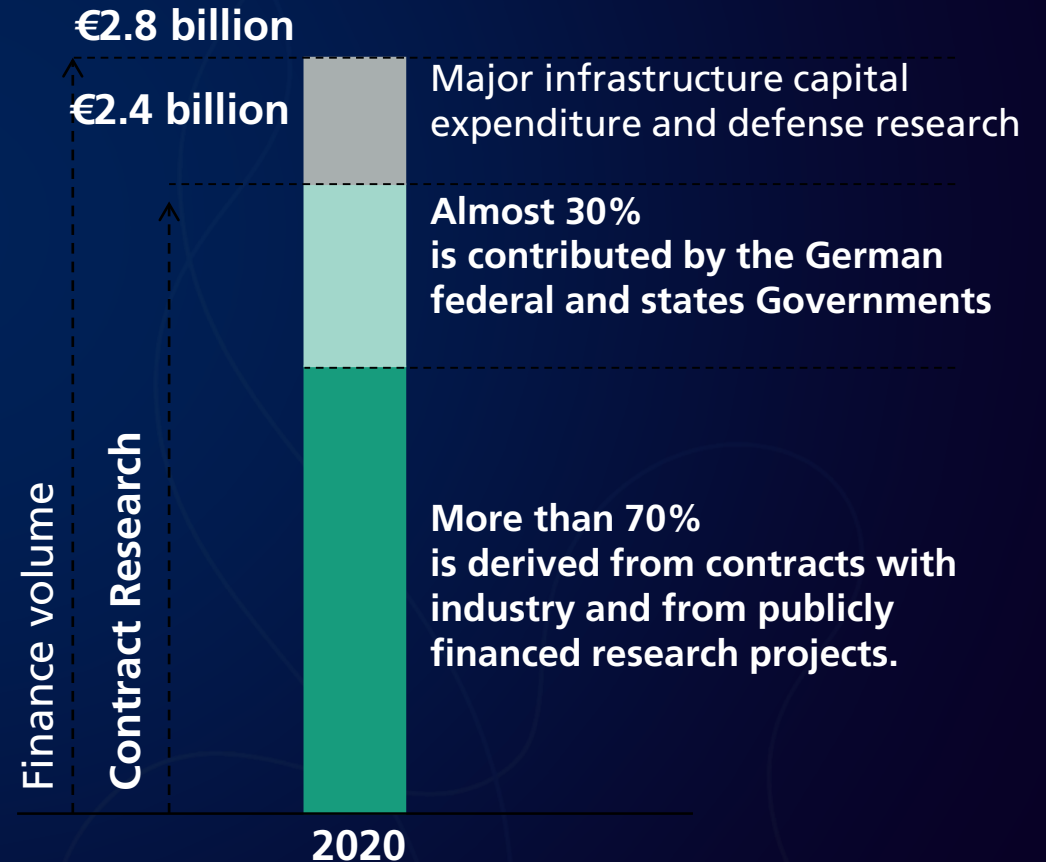 €2.8 billion
€2.4 billion
Major infrastructure capital
expenditure and defense research
Almost 30%
is contributed by the German
federal and states Governments
More than 70%
is derived from contracts with
industry and from publicly
financed research projects.
Finance volume
Contract Research
2020